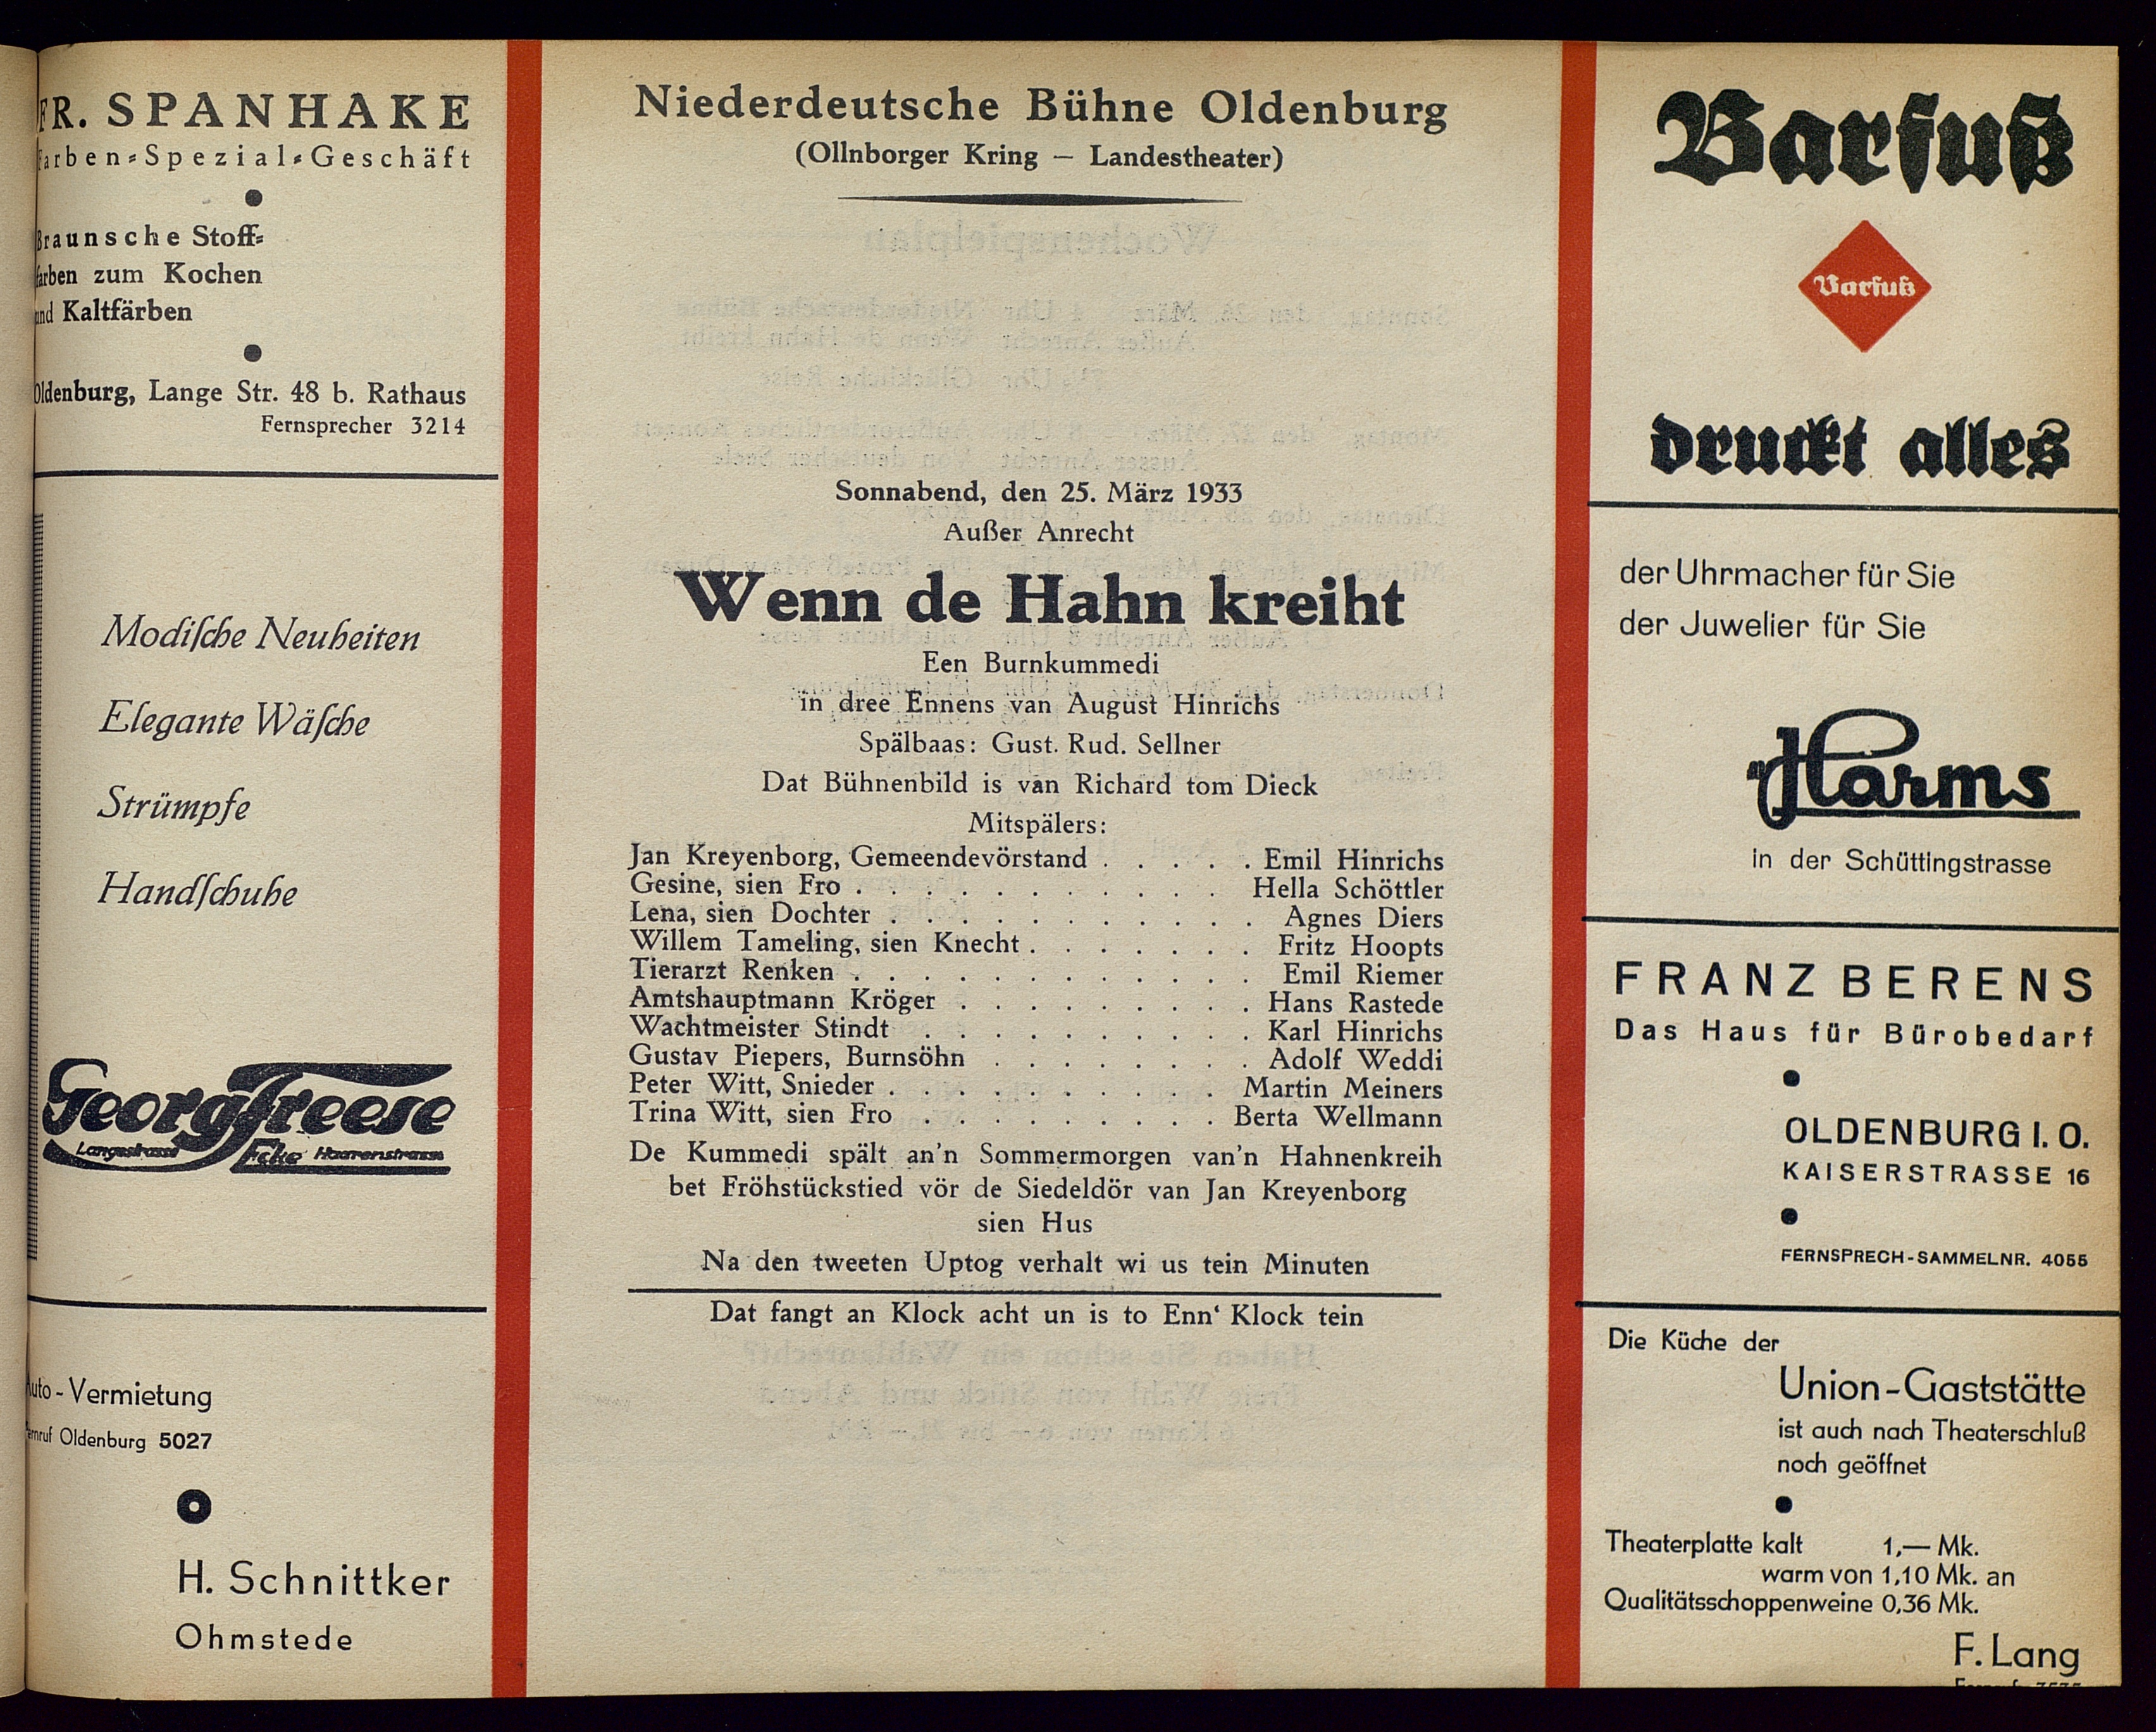 FR. SPANHAKE
Farben-Spezial-Geschäft
Braunsche Stoff-
farben zum Kochen
und Kaltfärben
Oldenburg, Lange Str. 48 b. Rathaus
Fernsprecher 3214
Modische Neuheiten
Elegante Wäsche
Strümpfe
Handschuhe
Georg Freese
Langestrasse Ecke Haarenstrasse
Auto-Vermietung
Fernruf Oldenburg 5027
H. Schnittker
Ohmstede
Niederdeutsche Bühne Oldenburg
(Ollnborger Kring – Landestheater)
Sonnabend, den 25. März 1933
Außer Anrecht
Wenn de Hahn kreiht
Een Burnkummedi
in dree Ennens van August Hinrichs
Spälbaas: Gust. Rud. Sellner
Dat Bühnenbild is van Richard tom Dieck
Mitspälers:
Jan Kreyenborg, Gemeendevörstand . . . . . Emil Hinrichs
Gesine, sien Fro . . . . . . . . . . Hella Schöttler
Lena, sien Dochter . . . . . . . . . . Agnes Diers
Willem Tameling, sien Knecht . . . . . . . Fritz Hoopts
Tierarzt Renken . . . . . . . . . . . Emil Riemer
Amtshauptmann Kröger . . . . . . . . . Hans Rastede
Wachtmeister Stindt . . . . . . . . . . Karl Hinrichs
Gustav Piepers, Burnsöhn . . . . . . . . Adolf Weddi
Peter Witt, Snieder . . . . . . . . . . Martin Meiners
Trina Witt, sien Fro . . . . . . . . . Berta Wellmann
De Kummedi spält an'n Sommermorgen van'n Hahnenkreih
bet Fröhstückstied vör de Siedeldör van Jan Kreyenborg
sien Hus
Na den tweeten Uptog verhalt wi us tein Minuten
Dat fangt an Klock acht un is to Enn' Klock tein
Barfuß
Barfuß
druckt alles
der Uhrmacher für Sie
der Juwelier für Sie
Harms
in der Schüttingstrasse
FRANZ BERENS
Das Haus für Bürobedarf
OLDENBURG I. O.
KAISERSTRASSE 16
FERNSPRECH-SAMMELNR. 4055
Die Küche der
Union-Gaststätte
ist auch nach Theaterschluß
noch geöffnet
Theaterplatte kalt 1,— Mk.
warm von 1,10 Mk. an
Qualitätsschoppenweine 0,36 Mk.
F. Lang